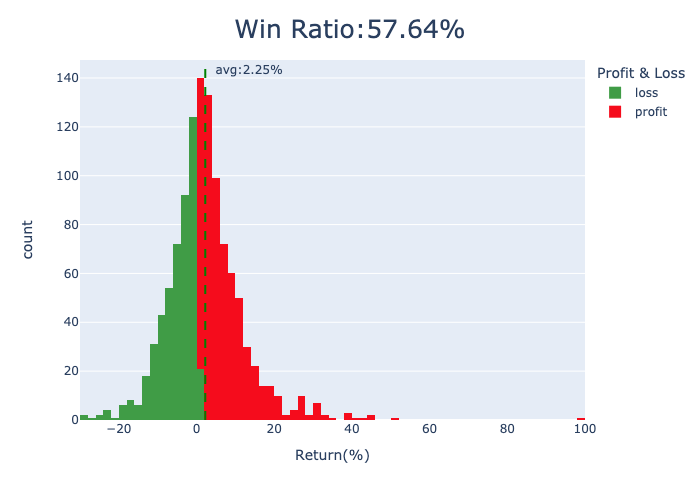 Win Ratio:57.64%
avg:2.25%
Profit & Loss
loss
profit
140
120
100
80
60
40
20
0
−20
0
20
40
60
80
100
count
Return(%)